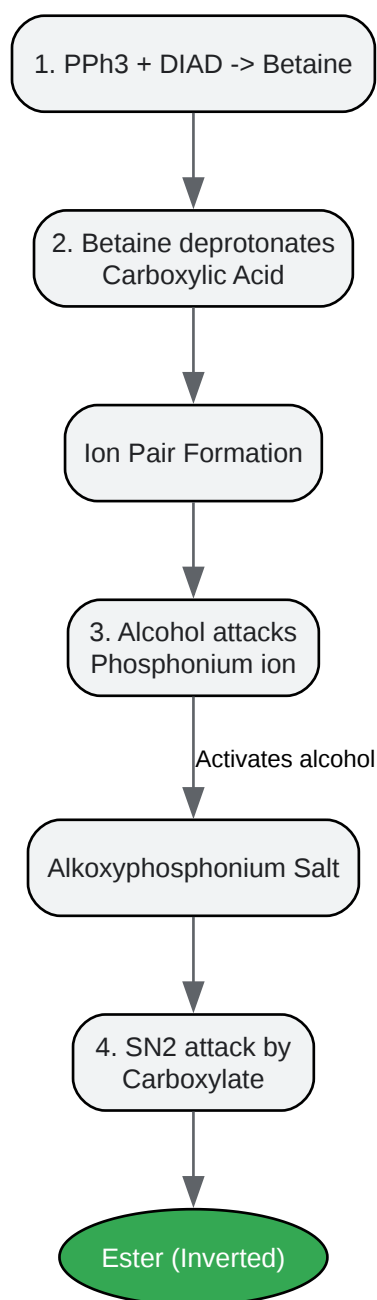 1. PPh3 + DIAD -> Betaine
2. Betaine deprotonates
Carboxylic Acid
Ion Pair Formation
3. Alcohol attacks
Phosphonium ion
Activates alcohol
Alkoxyphosphonium Salt
4. SN2 attack by
Carboxylate
Ester (Inverted)